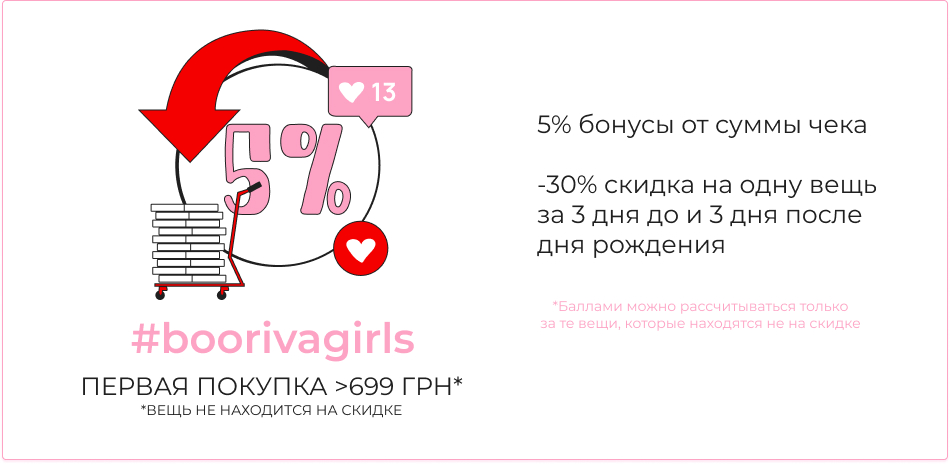 13
5%
#boorivagirls
ПЕРВАЯ ПОКУПКА >699 ГРН*
*ВЕЩЬ НЕ НАХОДИТСЯ НА СКИДКЕ
5% бонусы от суммы чека
-30% скидка на одну вещь
за 3 дня до и 3 дня после
дня рождения
*Баллами можно рассчитываться только
за те вещи, которые находятся не на скидке